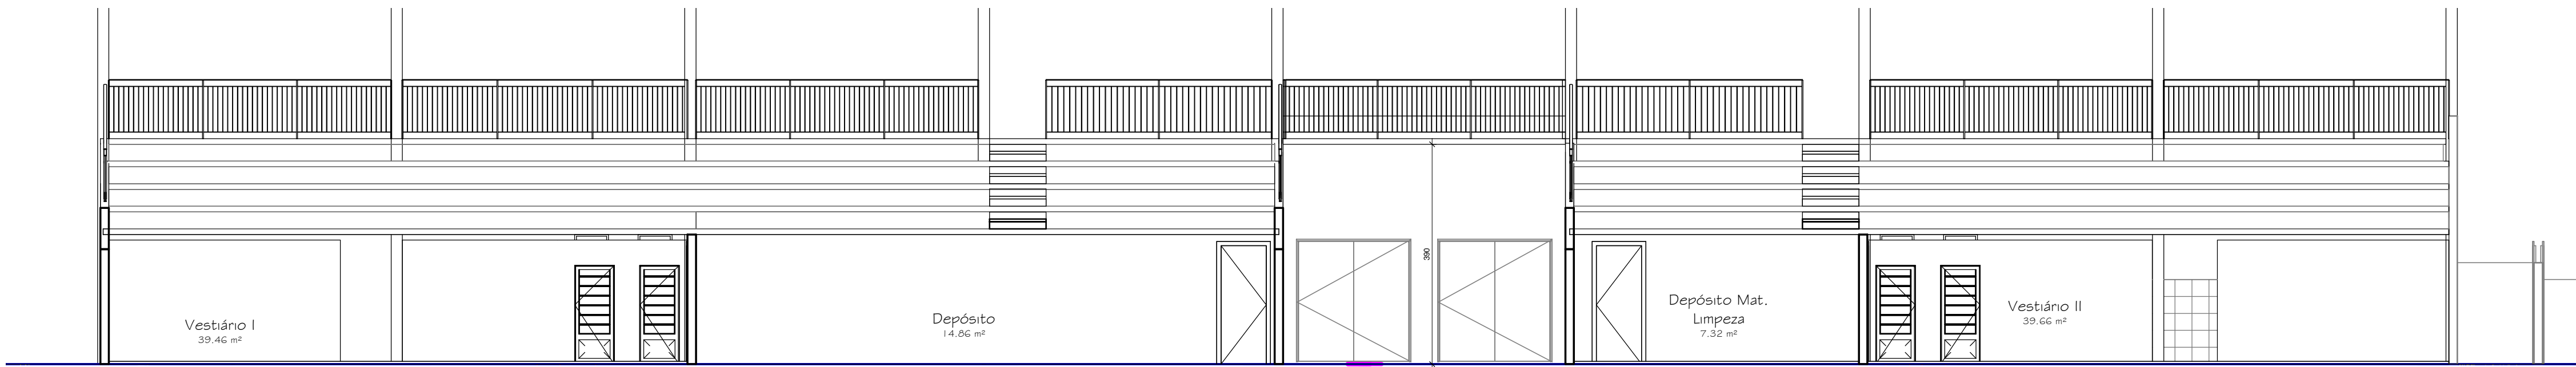 Vestiário I
39.46 m²
Depósito
14.86 m²
390
Depósito Mat.
Limpeza
7.32 m²
Vestiário II
39.66 m²